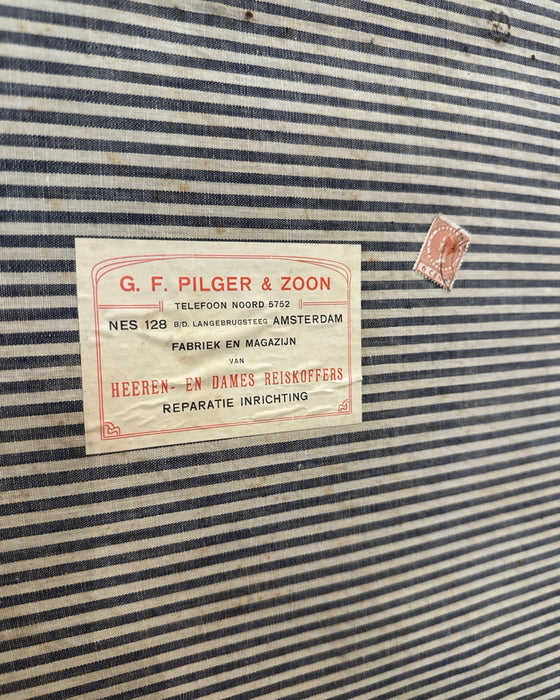 G. F. PILGER & ZOON
TELEFOON NOORD 5752
NES 128 B/D. LANGEBRUGSTEEG AMSTERDAM
FABRIEK EN MAGAZIJN
VAN
HEEREN- EN DAMES REISKOFFERS
REPARATIE INRICHTING